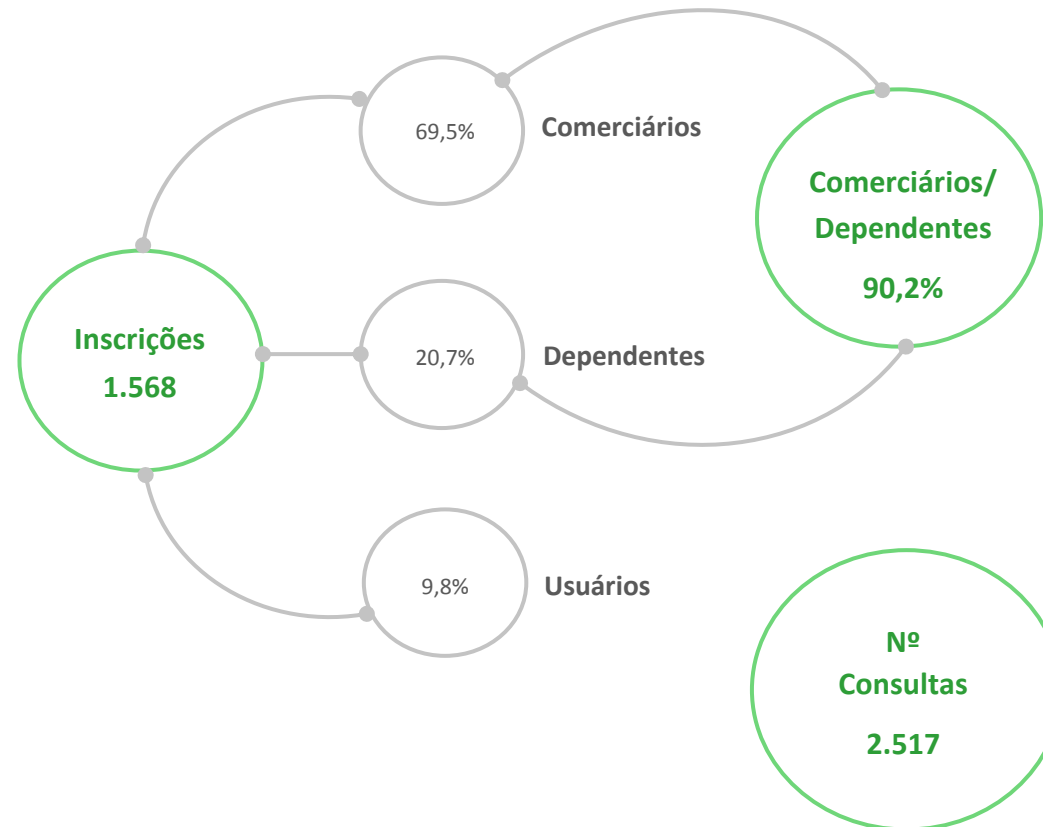 69,5%
Comerciários
Comerciários/
Dependentes
90,2%
Inscrições
1.568
20,7%
Dependentes
9,8%
Usuários
Nº
Consultas
2.517